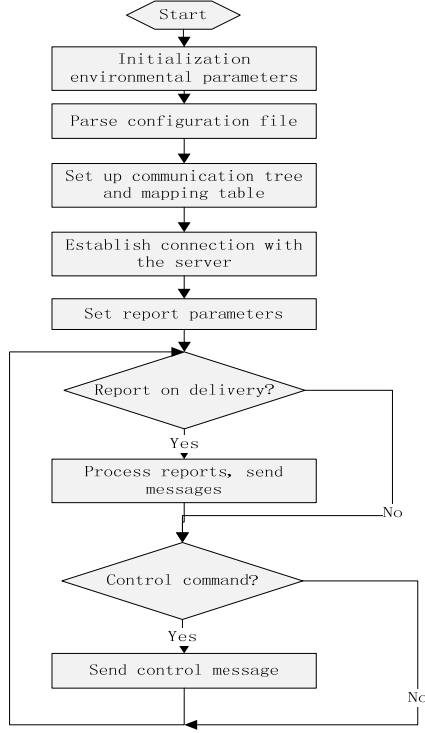 Start
Initialization
environmental parameters
Parse configuration file
Set up communication tree
and mapping table
Establish connection with
the server
Set report parameters
Report on delivery?
Yes
Process reports, send
messages
No
Control command?
Yes
Send control message
No